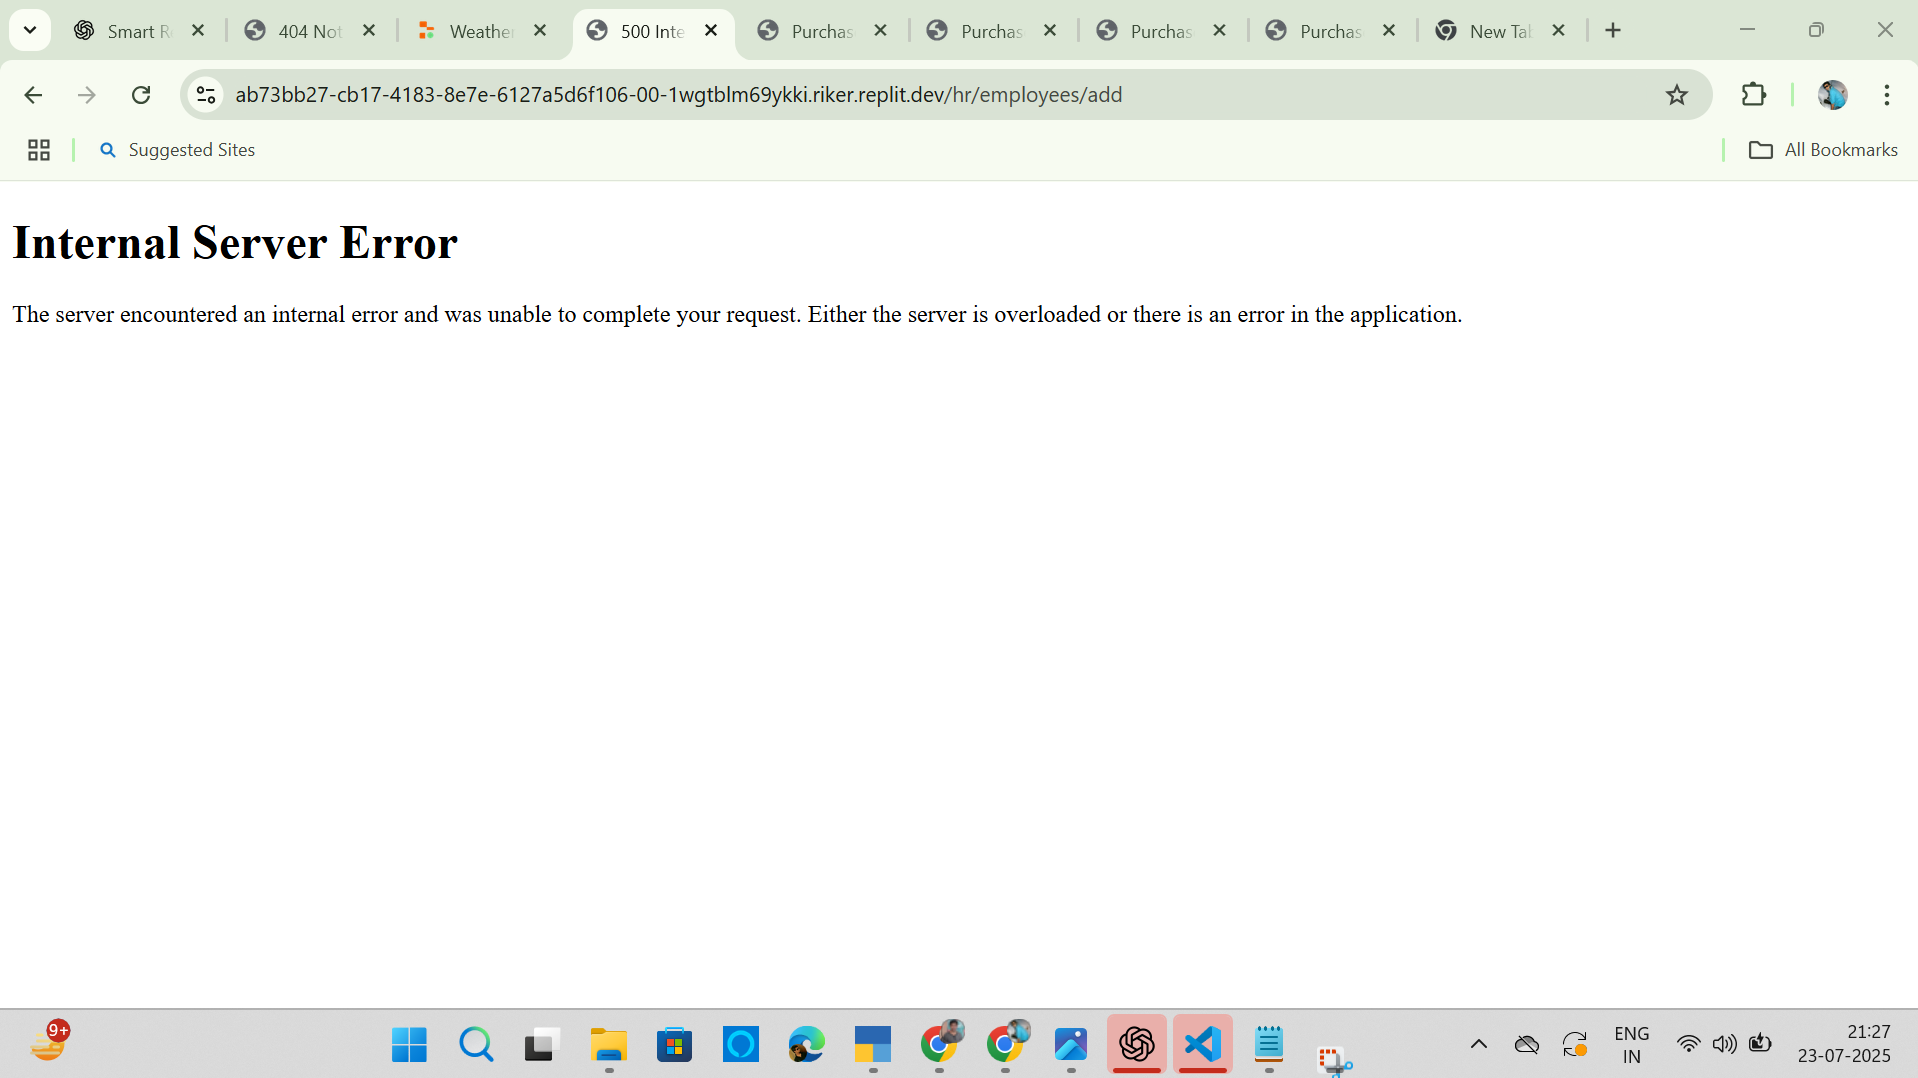 Smart R
404 Not
Weather
500 Inte
Purchas
Purchas
Purchas
Purchas
New Tab
ab73bb27-cb17-4183-8e7e-6127a5d6f106-00-1wgtblm69ykki.riker.replit.dev/hr/employees/add
Suggested Sites
All Bookmarks
Internal Server Error
The server encountered an internal error and was unable to complete your request. Either the server is overloaded or there is an error in the application.
9+
ENG
IN
21:27
23-07-2025